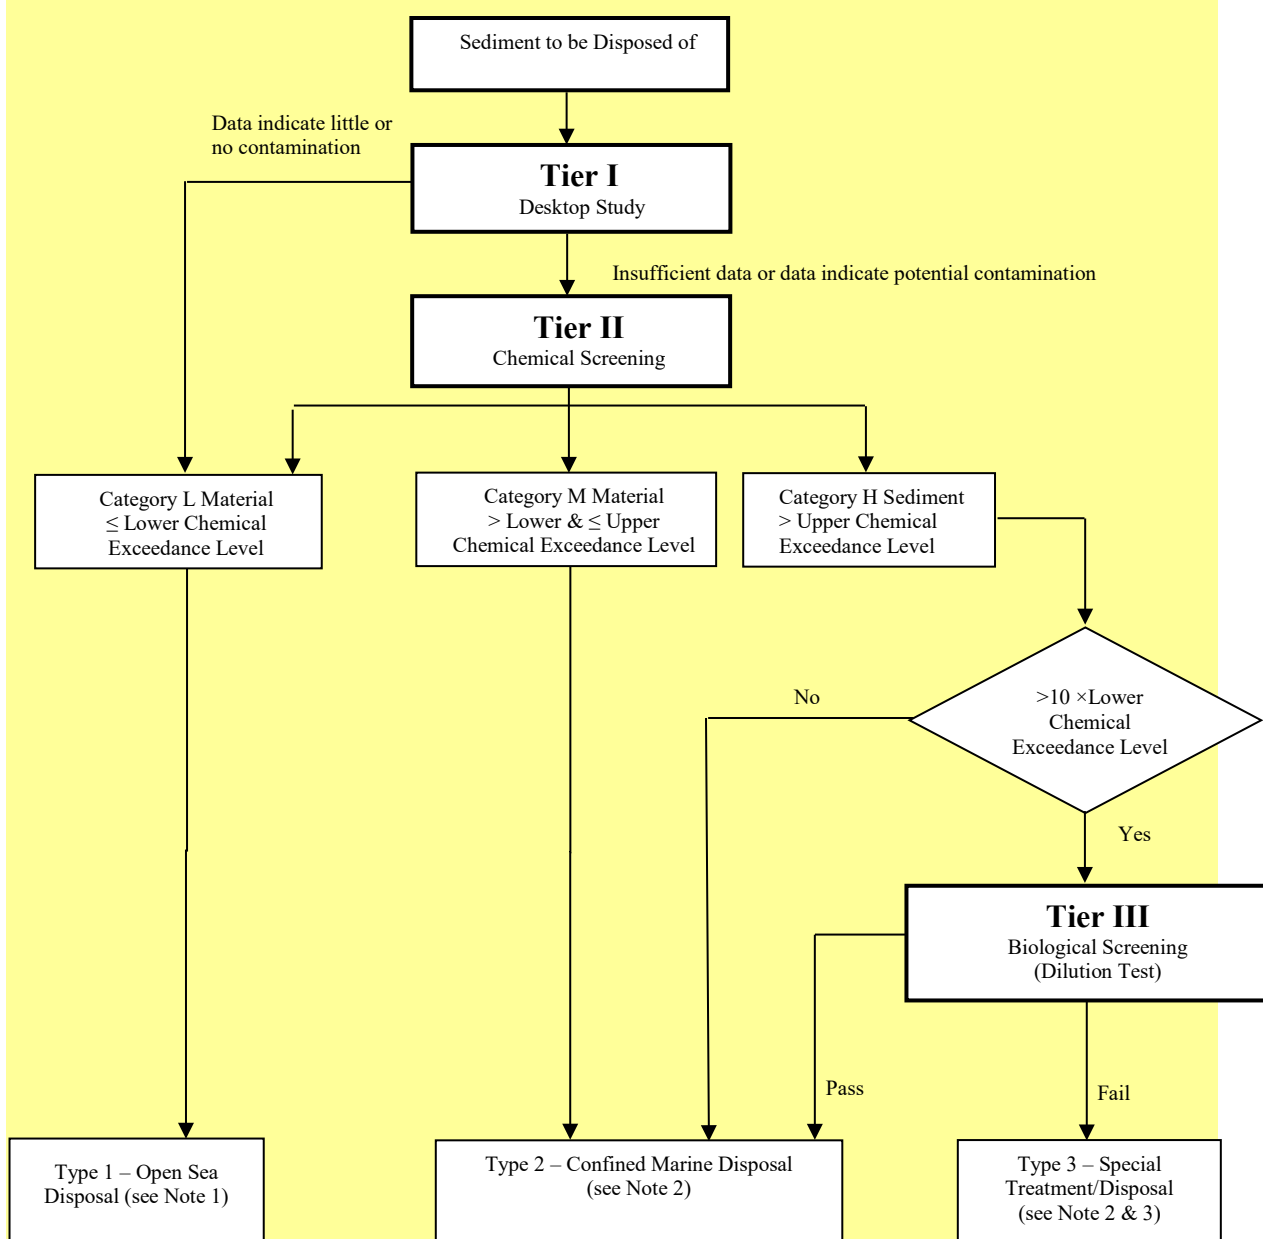 Sediment to be Disposed of
Data indicate little or
no contamination
Tier I
Desktop Study
Insufficient data or data indicate potential contamination
Tier II
Chemical Screening
Category L Material
≤ Lower Chemical
Exceedance Level
Category M Material
> Lower & ≤ Upper
Chemical Exceedance Level
Category H Sediment
> Upper Chemical
Exceedance Level
No
>10 ×Lower
Chemical
Exceedance Level
Yes
Tier III
Biological Screening
(Dilution Test)
Pass
Fail
Type 1 – Open Sea
Disposal (see Note 1)
Type 2 – Confined Marine Disposal
(see Note 2)
Type 3 – Special
Treatment/Disposal
(see Note 2 & 3)